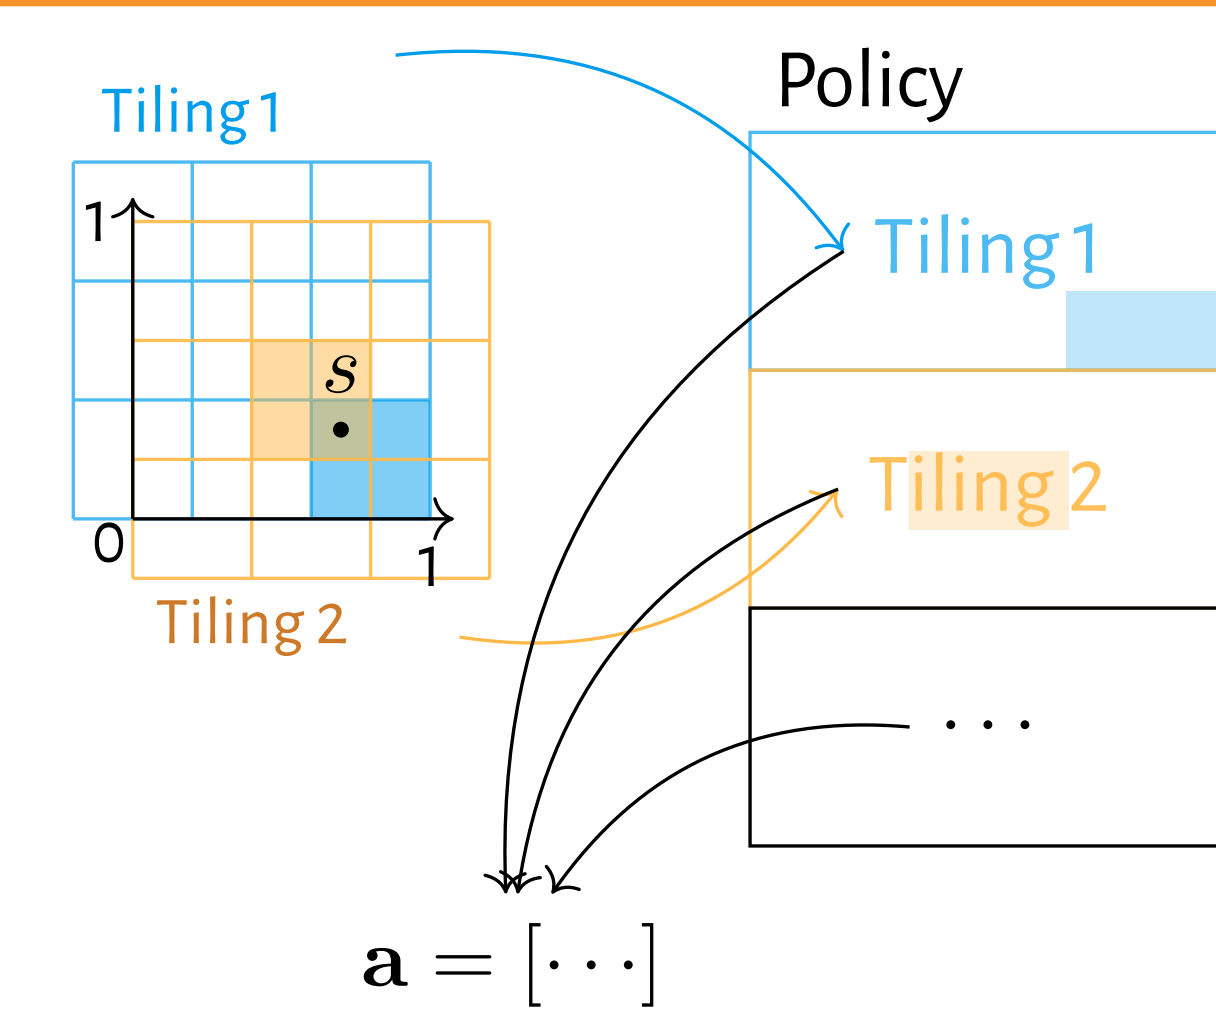 Policy
Tiling 1
1
s
0
1
Tiling 2
Tiling 1
Tiling 2
· · ·
a = [· · ·]